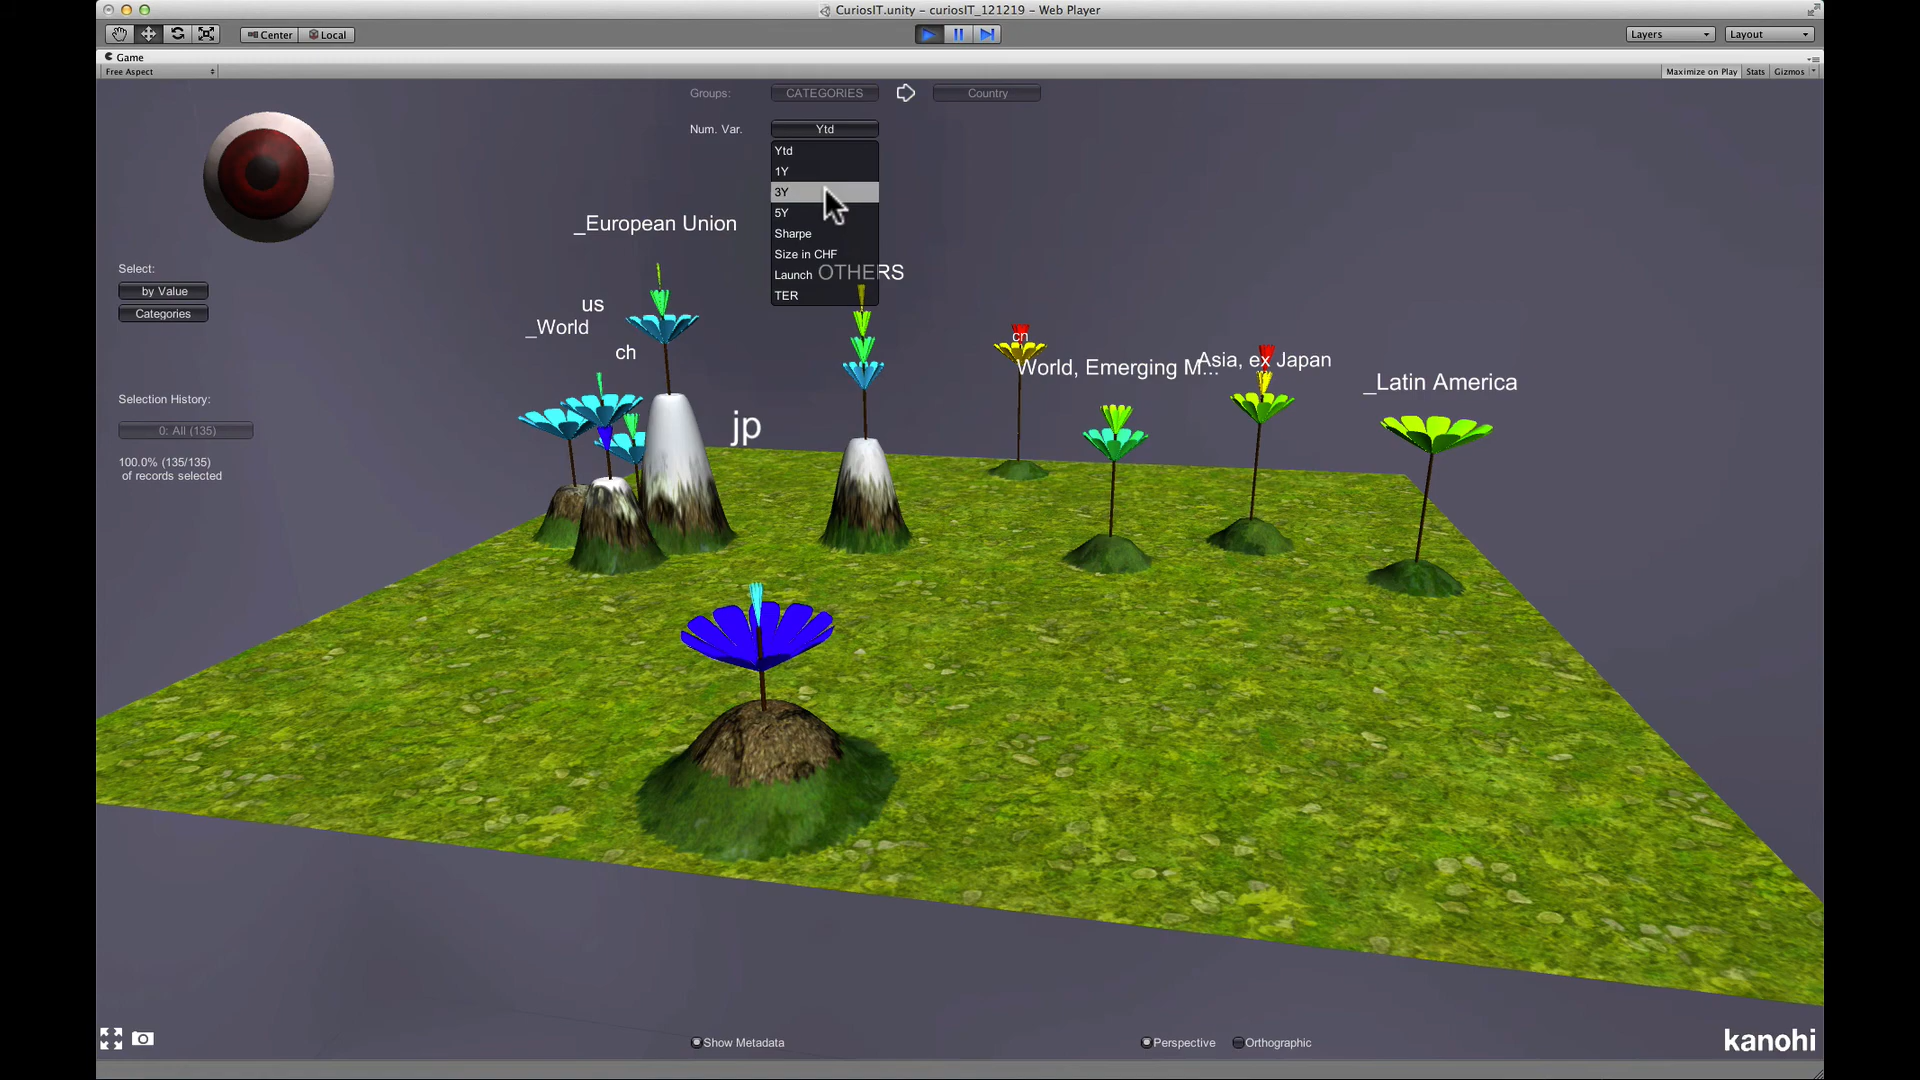 CuriosIT.unity – curiosIT_121219 – Web Player
Center
Local
Layers
Layout
Game
Free Aspect
Maximize on Play
Stats
Gizmos
Groups:
CATEGORIES
Country
Num. Var.
Ytd
Ytd
1Y
3Y
5Y
Sharpe
Size in CHF
Launch
TER
OTHERS
_European Union
us
_World
ch
jp
cn
World, Emerging M...
Asia, ex Japan
_Latin America
Select:
by Value
Categories
Selection History:
0: All (135)
100.0% (135/135)
of records selected
Show Metadata
Perspective
Orthographic
kanohi